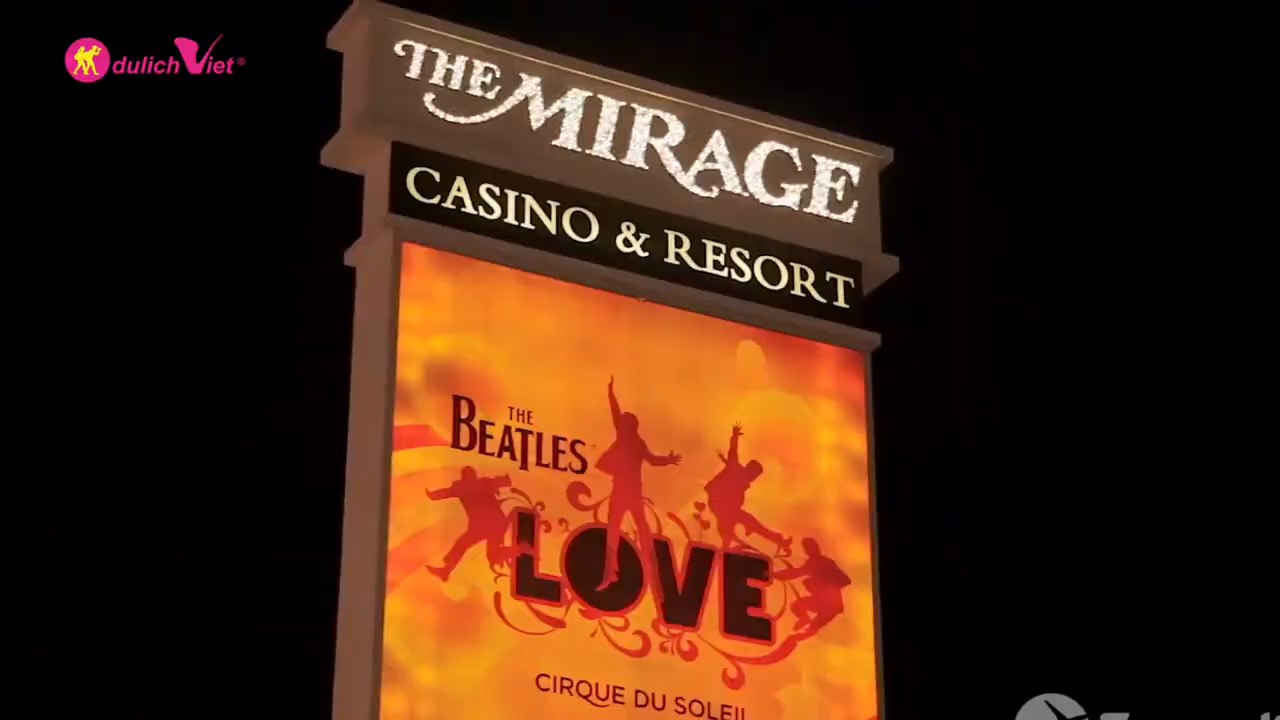 dulichViet®
THE MIRAGE
CASINO & RESORT
THE
BEATLES
LOVE
CIRQUE DU SOLEIL